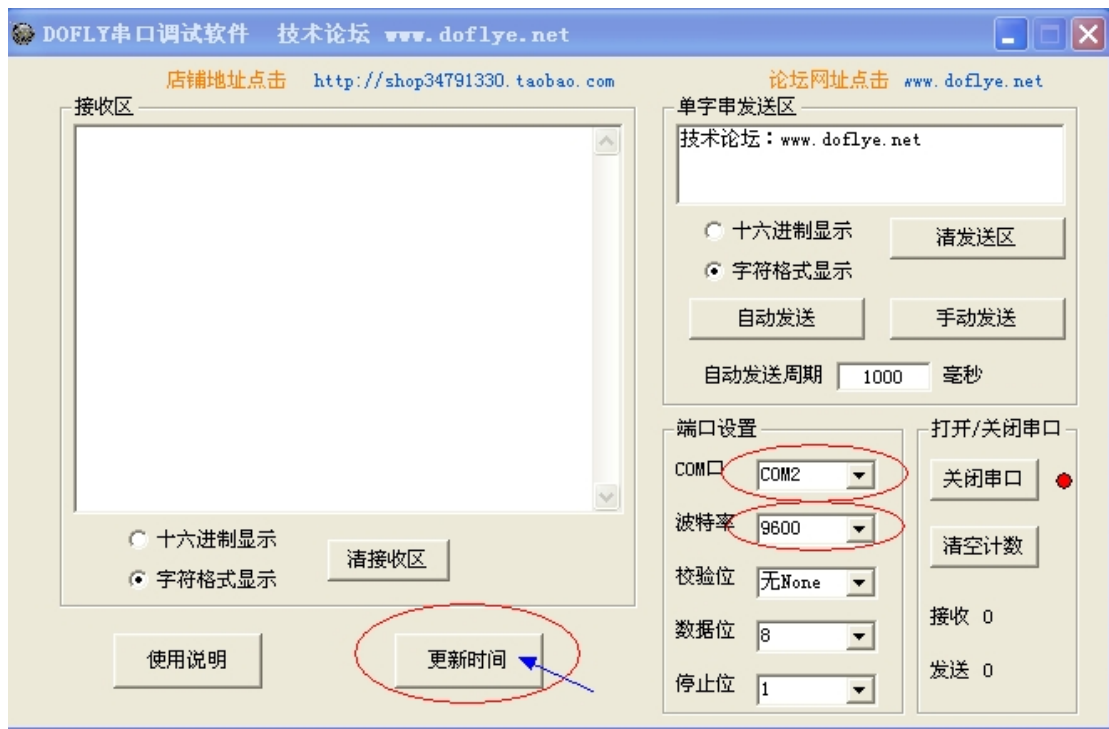 DOFLY串口调试软件 技术论坛 www.doflye.net
店铺地址点击 http://shop34791330.taobao.com
论坛网址点击 www.doflye.net
接收区
十六进制显示
字符格式显示
清接收区
使用说明
更新时间
单字串发送区
技术论坛:www.doflye.net
十六进制显示
字符格式显示
清发送区
自动发送
手动发送
自动发送周期 1000 毫秒
端口设置
COM口 COM2
波特率 9600
校验位 无None
数据位 8
停止位 1
打开/关闭串口
关闭串口
清空计数
接收 0
发送 0